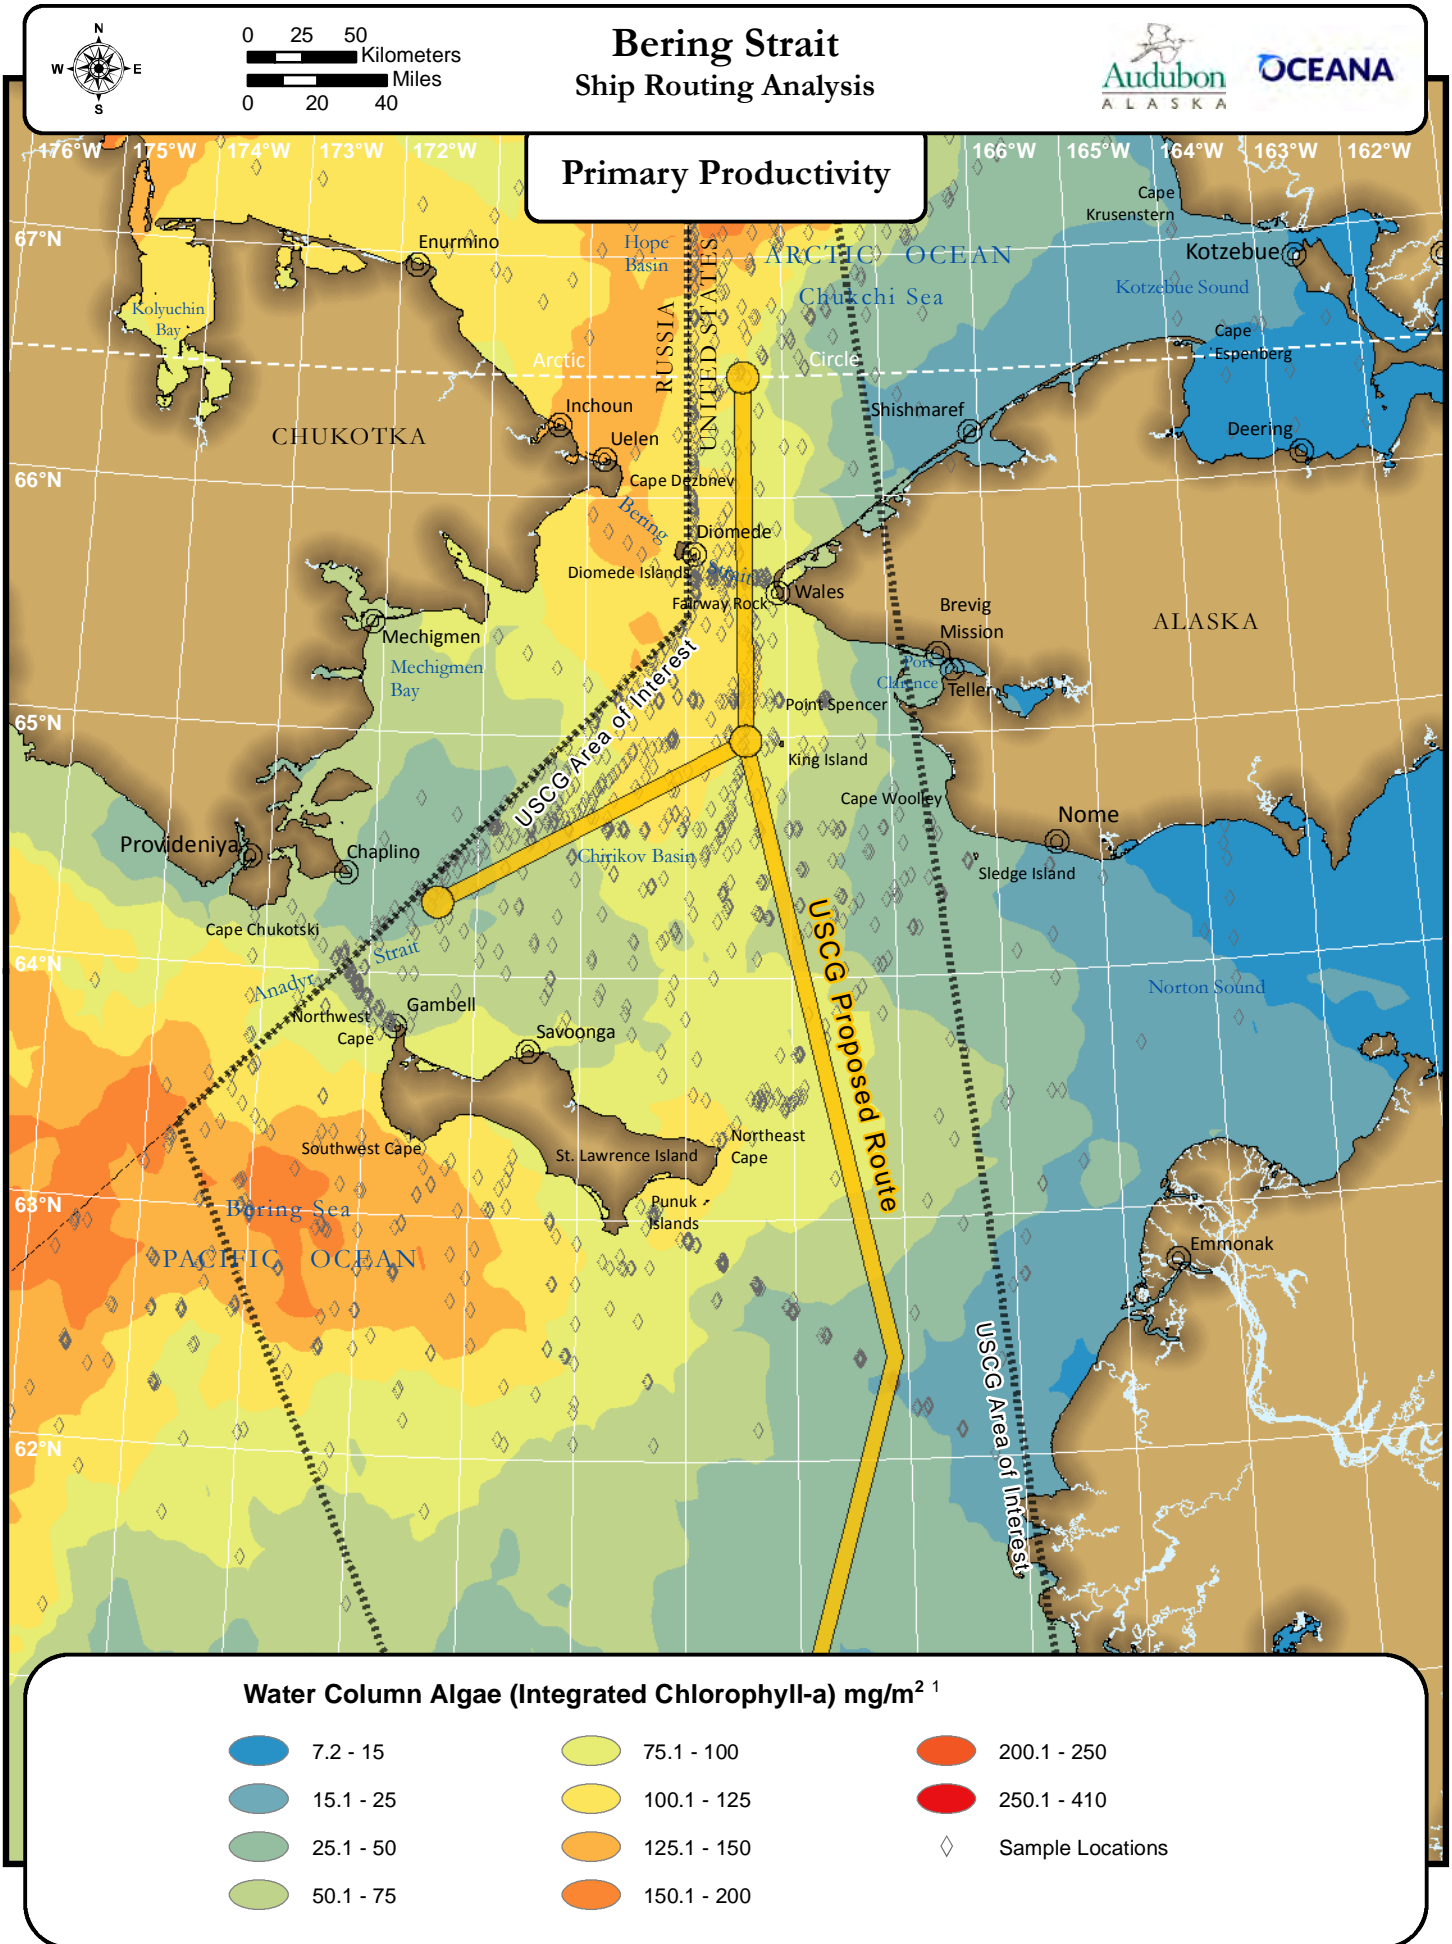 N
W E
S
0 25 50
Kilometers
Miles
0 20 40
Bering Strait
Ship Routing Analysis
Audubon
ALASKA
OCEANA
Primary Productivity
176°W 175°W 174°W 173°W 172°W 166°W 165°W 164°W 163°W 162°W
67°N
66°N
65°N
64°N
63°N
62°N
Cape
Krusenstern
Enurmino
Hope
Basin
RUSSIA
UNITED STATES
ARCTIC OCEAN
Chukchi Sea
Kotzebue
Kotzebue Sound
Kolyuchin
Bay
Cape
Espenberg
Arctic Circle
Inchoun
Shishmaref
Uelen
Deering
CHUKOTKA
Cape Dezbnev
Bering
Strait
Diomede
Diomede Islands
Fairway Rock
Wales
Brevig
Mission
ALASKA
Mechigmen
Mechigmen
Bay
Port
Clarence
Teller
USCG Area of Interest
Point Spencer
King Island
Cape Woolley
Nome
Provideniya
Chaplino
Chirikov Basin
Sledge Island
Cape Chukotski
Strait
Anadyr
USCG Proposed Route
Norton Sound
Northwest
Cape
Gambell
Savoonga
Southwest Cape
St. Lawrence Island
Northeast
Cape
Punuk
Islands
Bering Sea
PACIFIC OCEAN
Emmonak
USCG Area of Interest
Water Column Algae (Integrated Chlorophyll-a) mg/m² ¹
7.2 - 15
15.1 - 25
25.1 - 50
50.1 - 75
75.1 - 100
100.1 - 125
125.1 - 150
150.1 - 200
200.1 - 250
250.1 - 410
Sample Locations